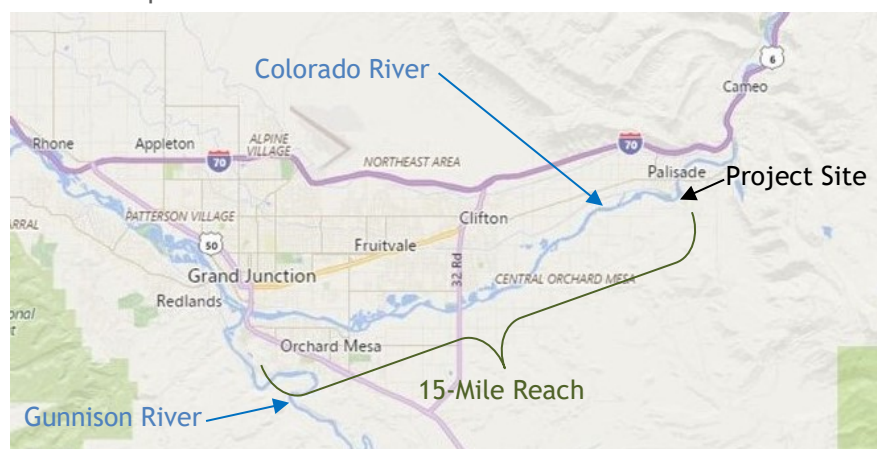 Colorado River
6
Cameo
Rhone
Appleton
ALPINE
VILLAGE
70
NORTHEAST AREA
70
Palisade
Project Site
PATTERSON VILLAGE
50
Clifton
Fruitvale
32 Rd
Grand Junction
CENTRAL ORCHARD MESA
Redlands
Orchard Mesa
15-Mile Reach
Gunnison River